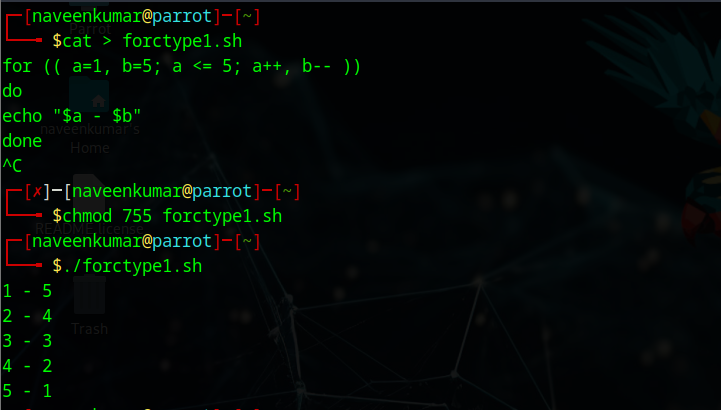 ┌─[naveenkumar@parrot]─[~]
└──╼ $cat > forctype1.sh
for (( a=1, b=5; a <= 5; a++, b-- ))
do
echo "$a - $b"
done
^C
┌─[✗]─[naveenkumar@parrot]─[~]
└──╼ $chmod 755 forctype1.sh
┌─[naveenkumar@parrot]─[~]
└──╼ $./forctype1.sh
1 - 5
2 - 4
3 - 3
4 - 2
5 - 1
Parrot
naveenkumar's
Home
README license
Trash